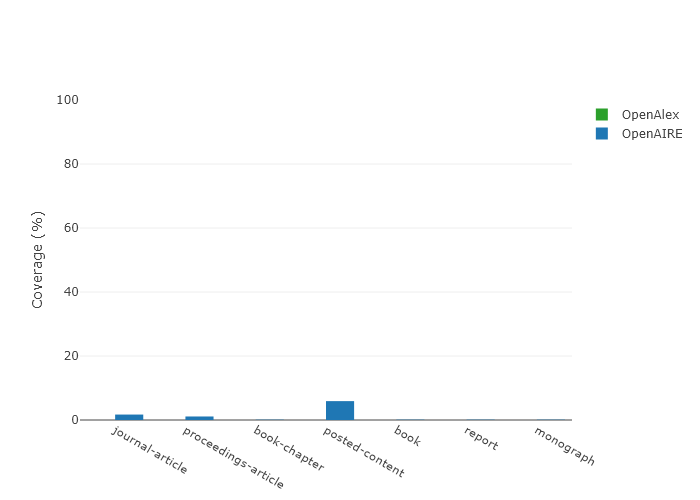 100
80
60
40
20
0
Coverage (%)
journal-article
proceedings-article
book-chapter
posted-content
book
report
monograph
OpenAlex
OpenAIRE